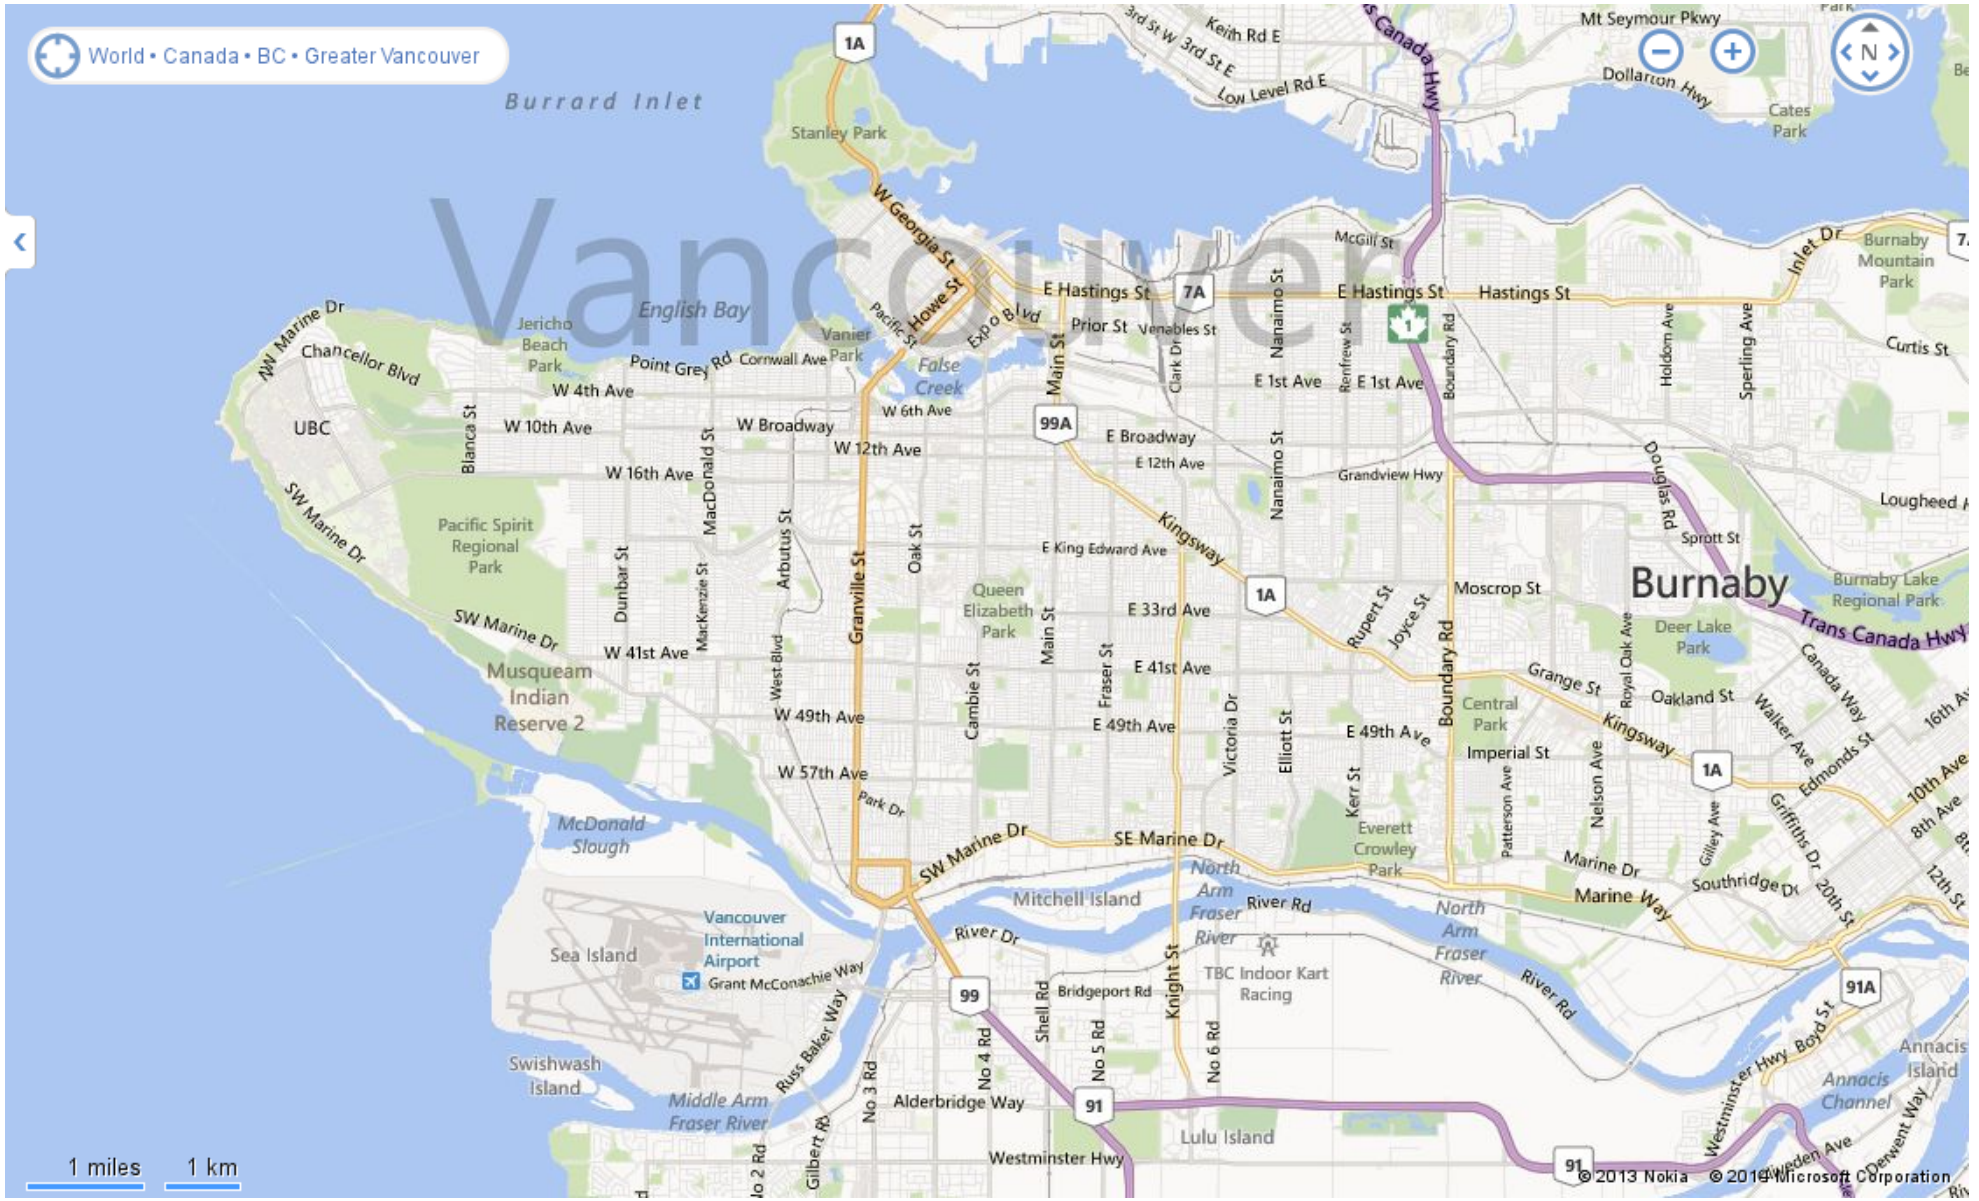 World • Canada • BC • Greater Vancouver
1A
3rd St W
3rd St E
Keith Rd E
Low Level Rd E
Mt Seymour Pkwy
Park
N
Dollarton Hwy
Cates
Park
Burrard Inlet
Stanley Park
W Georgia St
Vancouver
McGill St
Inlet Dr
Burnaby
Mountain
Park
English Bay
Howe St
Pacific St
Expo Blvd
E Hastings St
7A
E Hastings St
Hastings St
1
NW Marine Dr
Chancellor Blvd
Jericho
Beach
Park
Point Grey Rd
Cornwall Ave
Vanier
Park
False
Creek
Main St
Prior St
Venables St
Clark Dr
Nanaimo St
Renfrew St
Boundary Rd
Holdom Ave
Sperling Ave
Curtis St
E 1st Ave
E 1st Ave
W 4th Ave
UBC
Blanca St
W 10th Ave
MacDonald St
W Broadway
W 6th Ave
W 12th Ave
99A
E Broadway
E 12th Ave
Nanaimo St
Grandview Hwy
Douglas Rd
W 16th Ave
SW Marine Dr
Pacific Spirit
Regional
Park
Arbutus St
Granville St
Oak St
Kingsway
E King Edward Ave
Lougheed
Sprott St
Burnaby
Burnaby Lake
Regional Park
Trans Canada Hwy
Dunbar St
MacKenzie St
Queen
Elizabeth
Park
1A
E 33rd Ave
Rupert St
Joyce St
Moscrop St
Royal Oak Ave
Deer Lake
Park
SW Marine Dr
W 41st Ave
West Blvd
Main St
Fraser St
E 41st Ave
Boundary Rd
Grange St
Oakland St
Canada Way
16th
Musqueam
Indian
Reserve 2
W 49th Ave
Cambie St
E 49th Ave
Victoria Dr
Elliott St
E 49th Ave
Central
Park
Kingsway
Walker Ave
Edmonds St
Imperial St
1A
W 57th Ave
Park Dr
Kerr St
Patterson Ave
Nelson Ave
Gilley Ave
Griffiths Dr
10th Ave
8th Ave
McDonald
Slough
SW Marine Dr
SE Marine Dr
Everett
Crowley
Park
Marine Dr
Southridge Dr
20th St
12th St
Marine Way
Mitchell Island
North
Arm
Fraser
River
River Rd
North
Arm
Fraser
River
Vancouver
International
Airport
Sea Island
Grant McConachie Way
River Dr
99
Shell Rd
Bridgeport Rd
Knight St
TBC Indoor Kart
Racing
River Rd
91A
Boyd St
Russ Baker Way
No 4 Rd
No 5 Rd
No 6 Rd
Swishwash
Island
Middle Arm
Fraser River
No 3 Rd
Alderbridge Way
91
Lulu Island
Westminster Hwy
Annacis
Island
Annacis
Channel
Derwent Way
Gilbert Rd
No 2 Rd
Westminster Hwy
91
1 miles
1 km
© 2013 Nokia
Microsoft Corporation